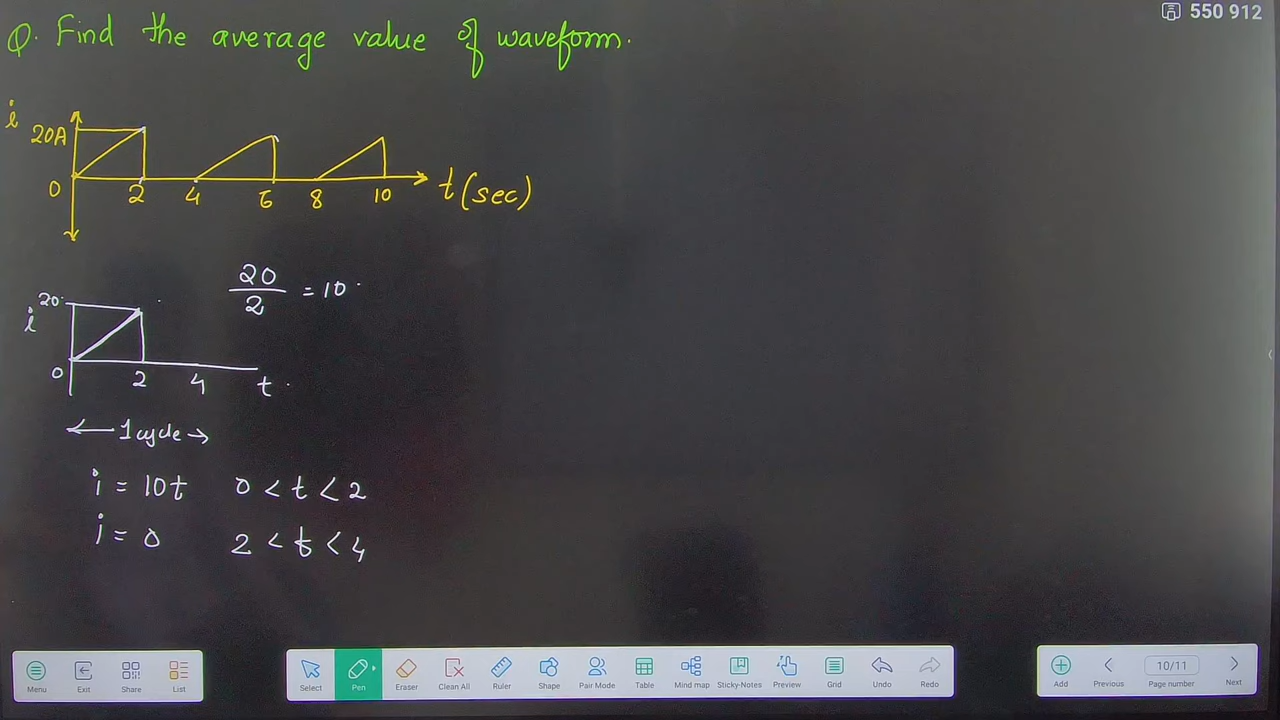 550 912
Q. Find the average value of waveform.
i
20A
0 2 4 6 8 10 t (sec)
20/2 = 10
20
i
0 2 4 t
1 cycle
i = 10t 0 < t < 2
i = 0 2 < t < 4
Menu Exit Share List Select Pen Eraser Clean All Ruler Shape Pair Mode Table Mind map Sticky-Notes Preview Grid Undo Redo Add Previous 10/11 Page number Next